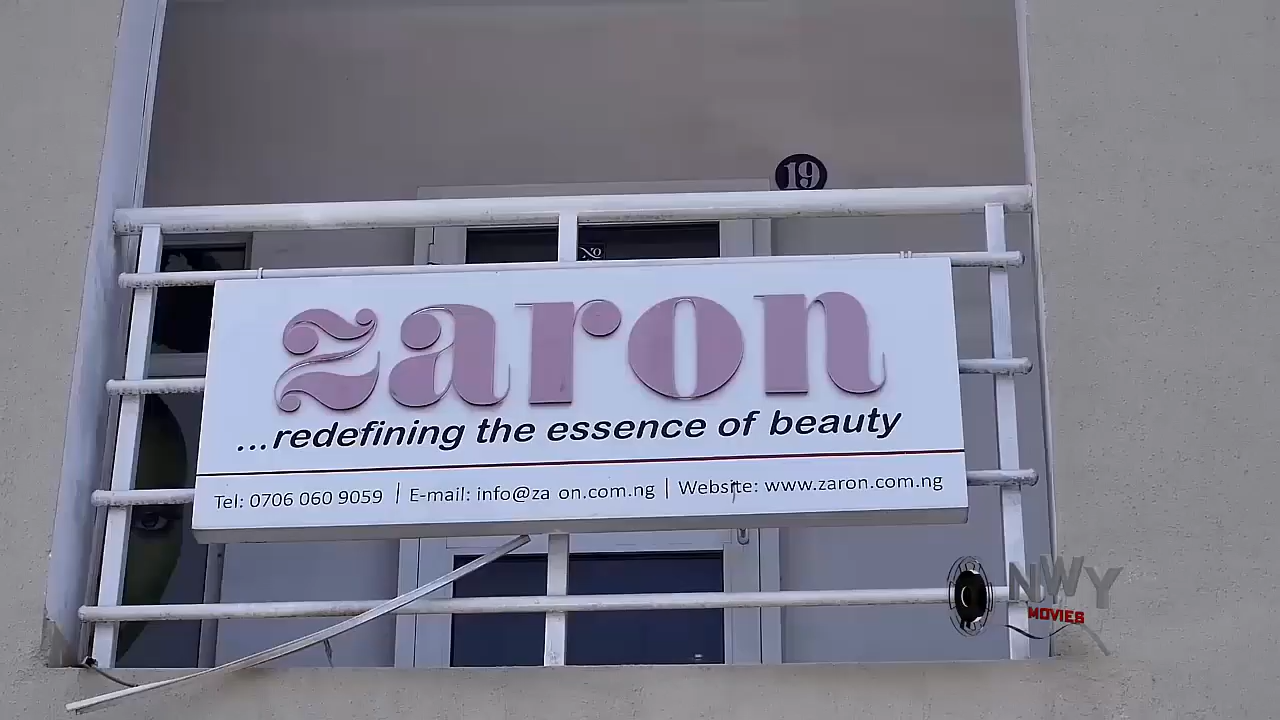 19
No
zaron
...redefining the essence of beauty
Tel: 0706 060 9059 | E-mail: info@za on.com.ng | Website: www.zaron.com.ng
NWY
MOVIES